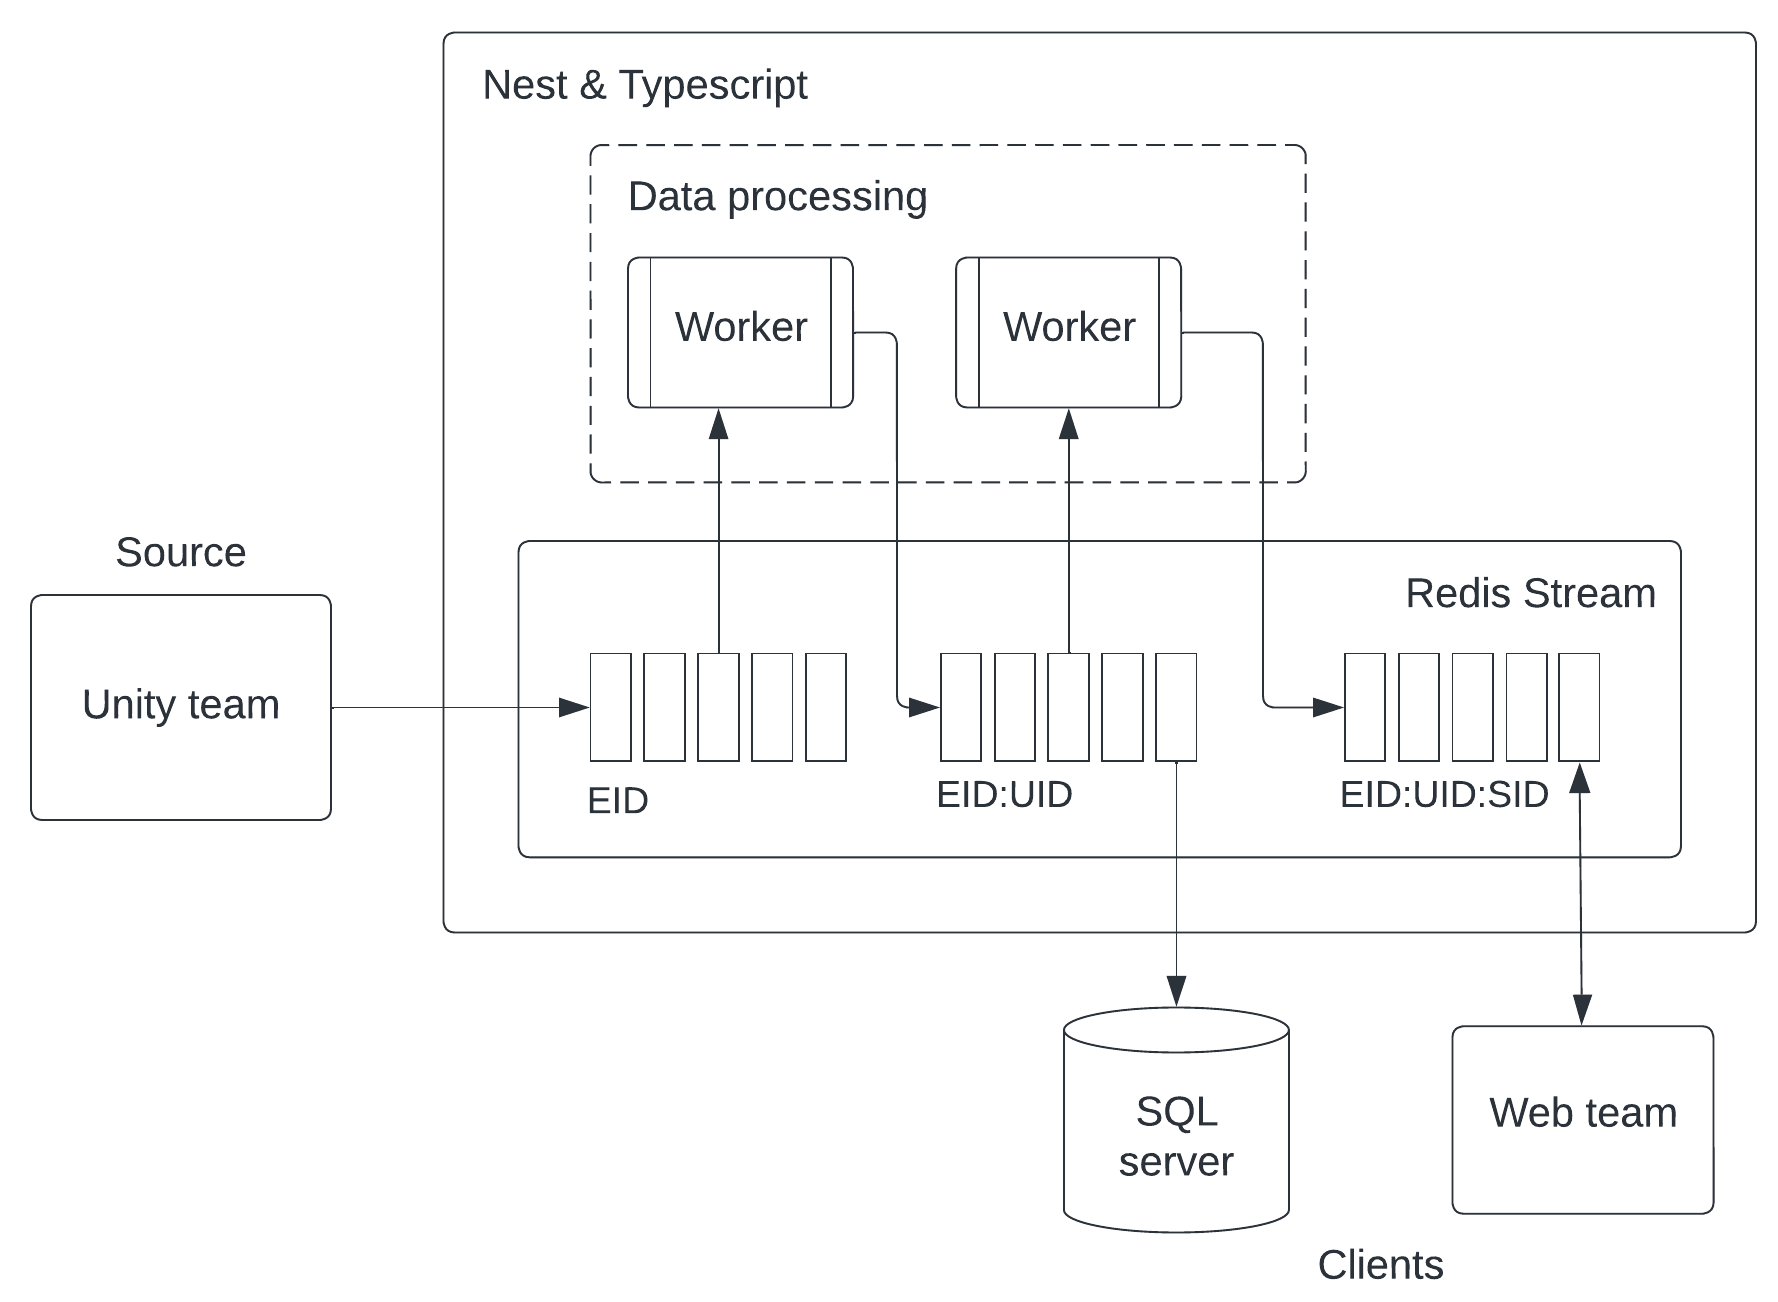 Nest & Typescript
Data processing
Worker
Worker
Source
Unity team
Redis Stream
EID
EID:UID
EID:UID:SID
SQL
server
Web team
Clients